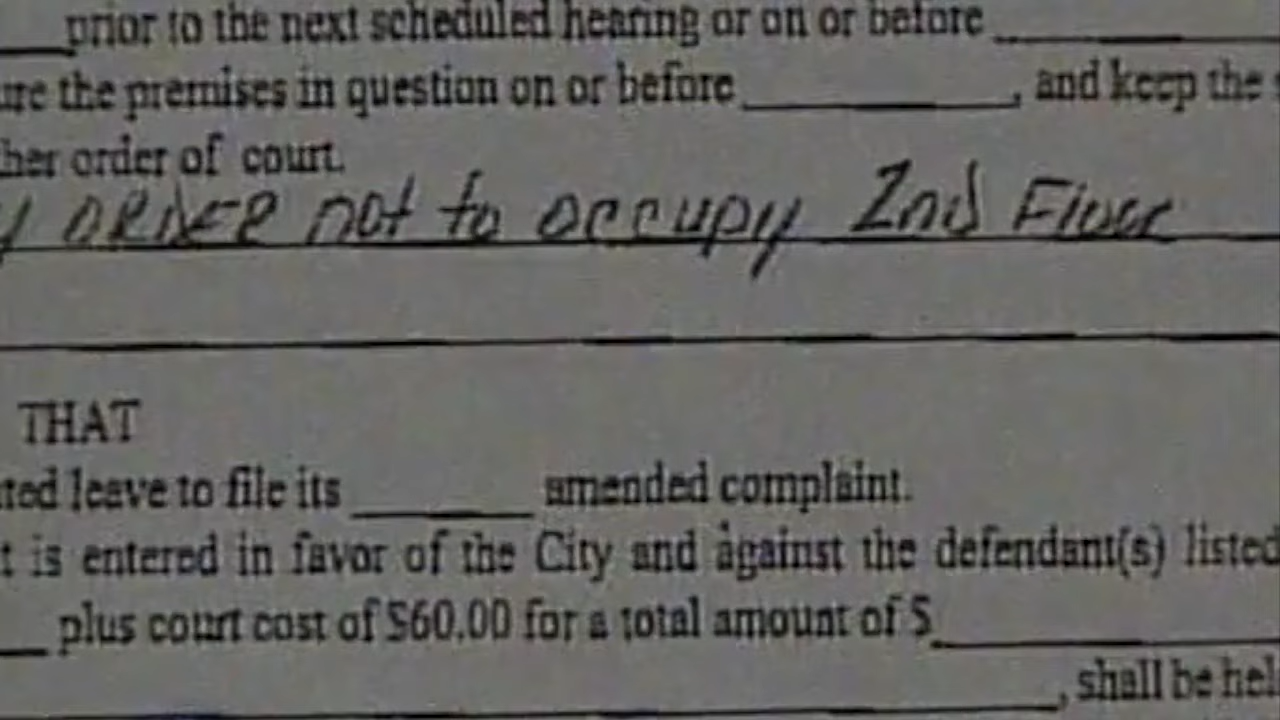 prior to the next scheduled hearing or on or before
ure the premises in question on or before ________, and keep the
her order of court.
y ORDER not to occupy 2nd Floor
THAT
ted leave to file its ______ amended complaint.
t is entered in favor of the City and against the defendant(s) listed
plus court cost of $60.00 for a total amount of $
, shall be hel